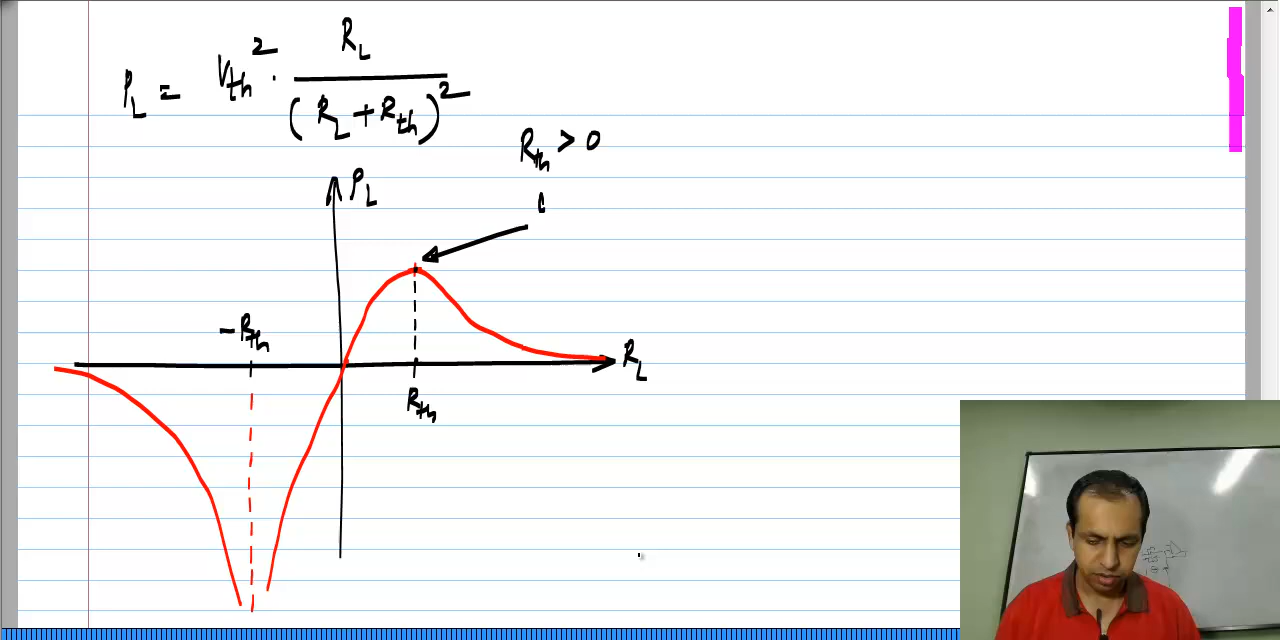 P_L = V_th^2 · R_L / (R_L + R_th)^2
R_th > 0
P_L
-R_th
R_L
R_th